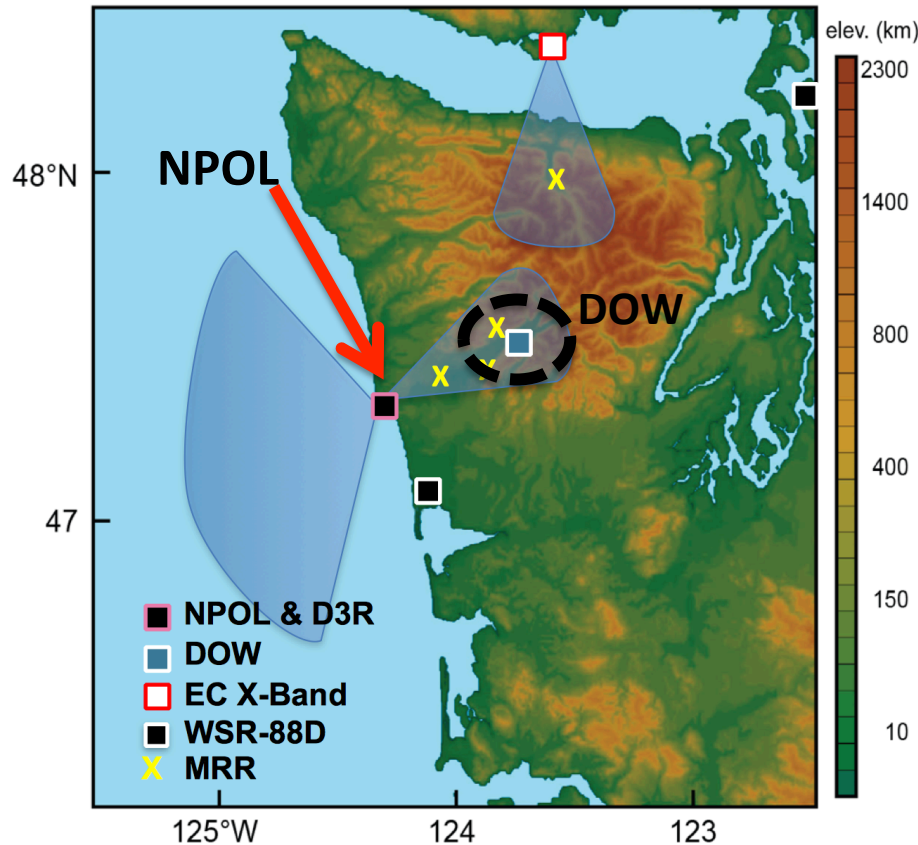 elev. (km)
2300
48°N
NPOL
1400
DOW
800
400
47
150
NPOL & D3R
DOW
EC X-Band
WSR-88D
10
X MRR
125°W
124
123
X
X
X
X